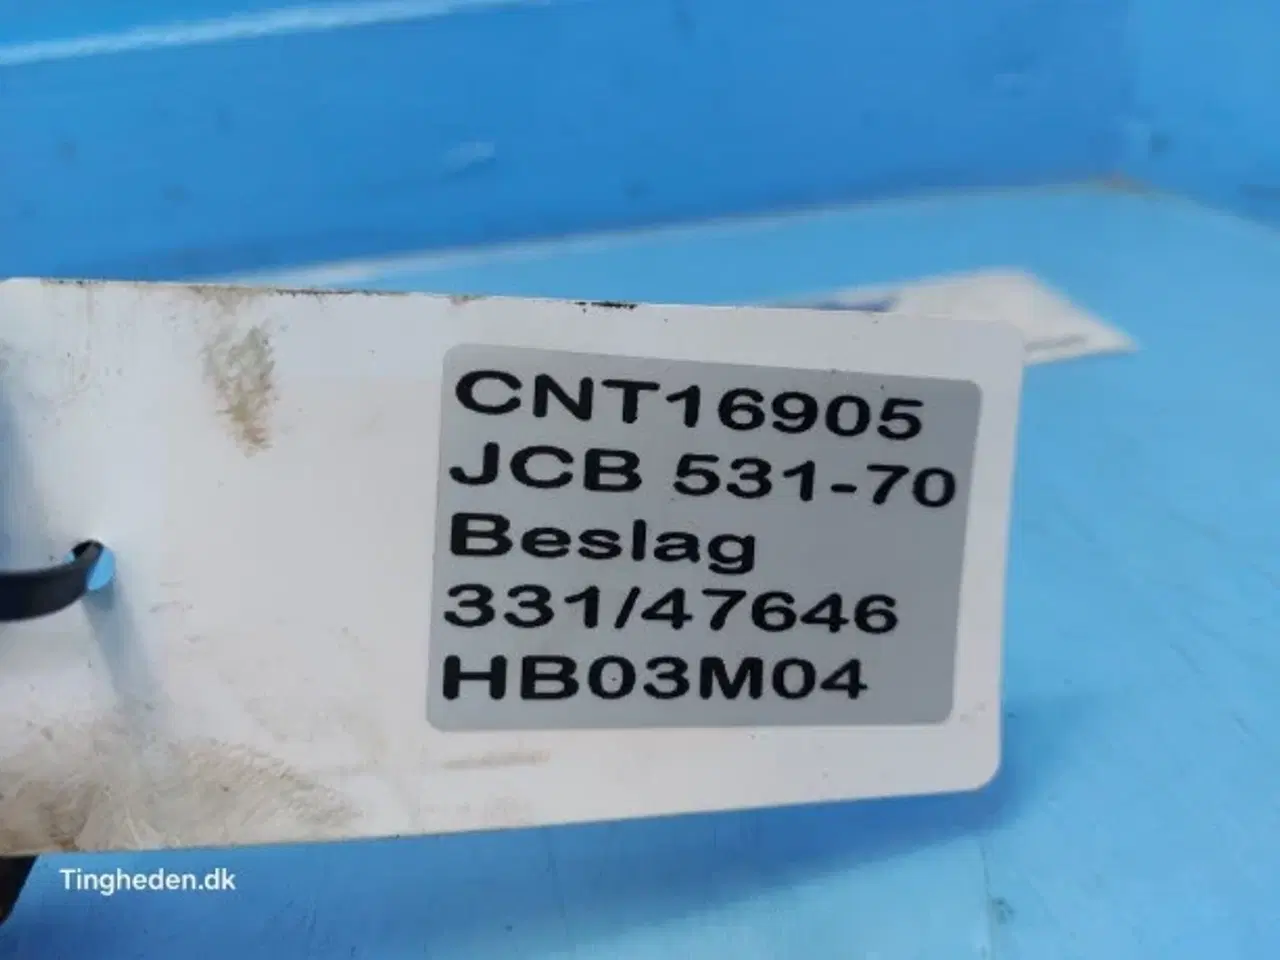 CNT16905
JCB 531-70
Beslag
331/47646
HB03M04
Tingheden.dk